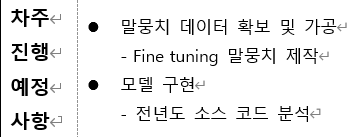 차주
진행
예정
사항
● 말뭉치 데이터 확보 및 가공
- Fine tuning 말뭉치 제작
● 모델 구현
- 전년도 소스 코드 분석